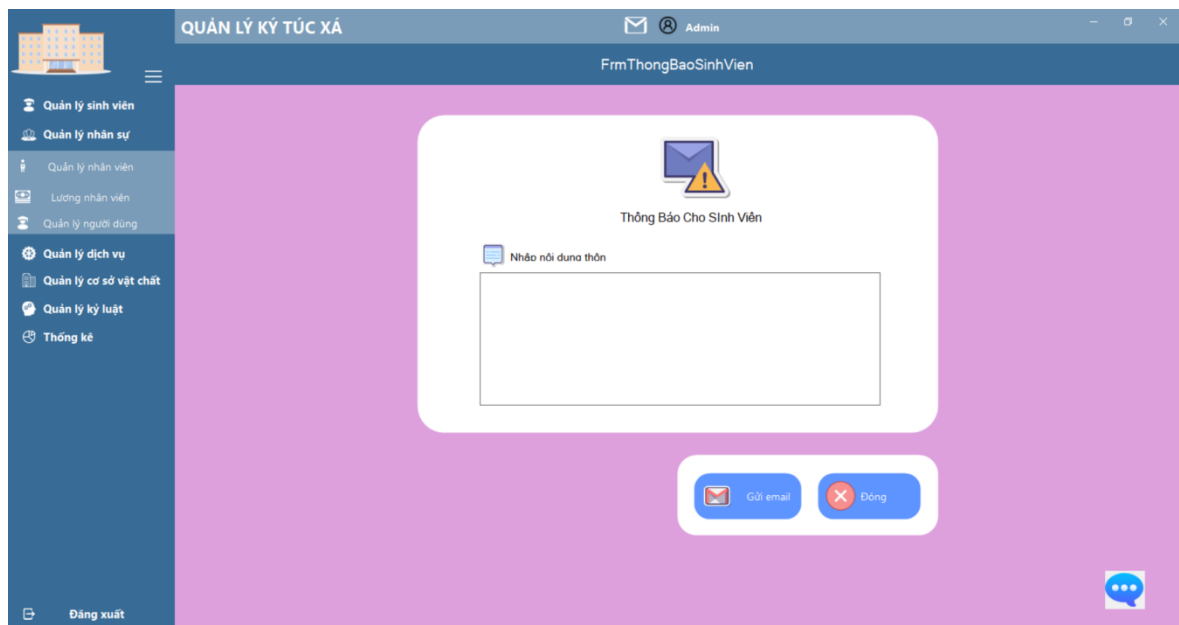 QUẢN LÝ KÝ TÚC XÁ
Admin
FrmThongBaoSinhVien
Quản lý sinh viên
Quản lý nhân sự
Quản lý nhân viên
Lương nhân viên
Quản lý người dùng
Quản lý dịch vụ
Quản lý cơ sở vật chất
Quản lý kỷ luật
Thống kê
Đăng xuất
Thông Báo Cho SInh Viên
Nhập nội dung thôn
Gửi email
Đóng